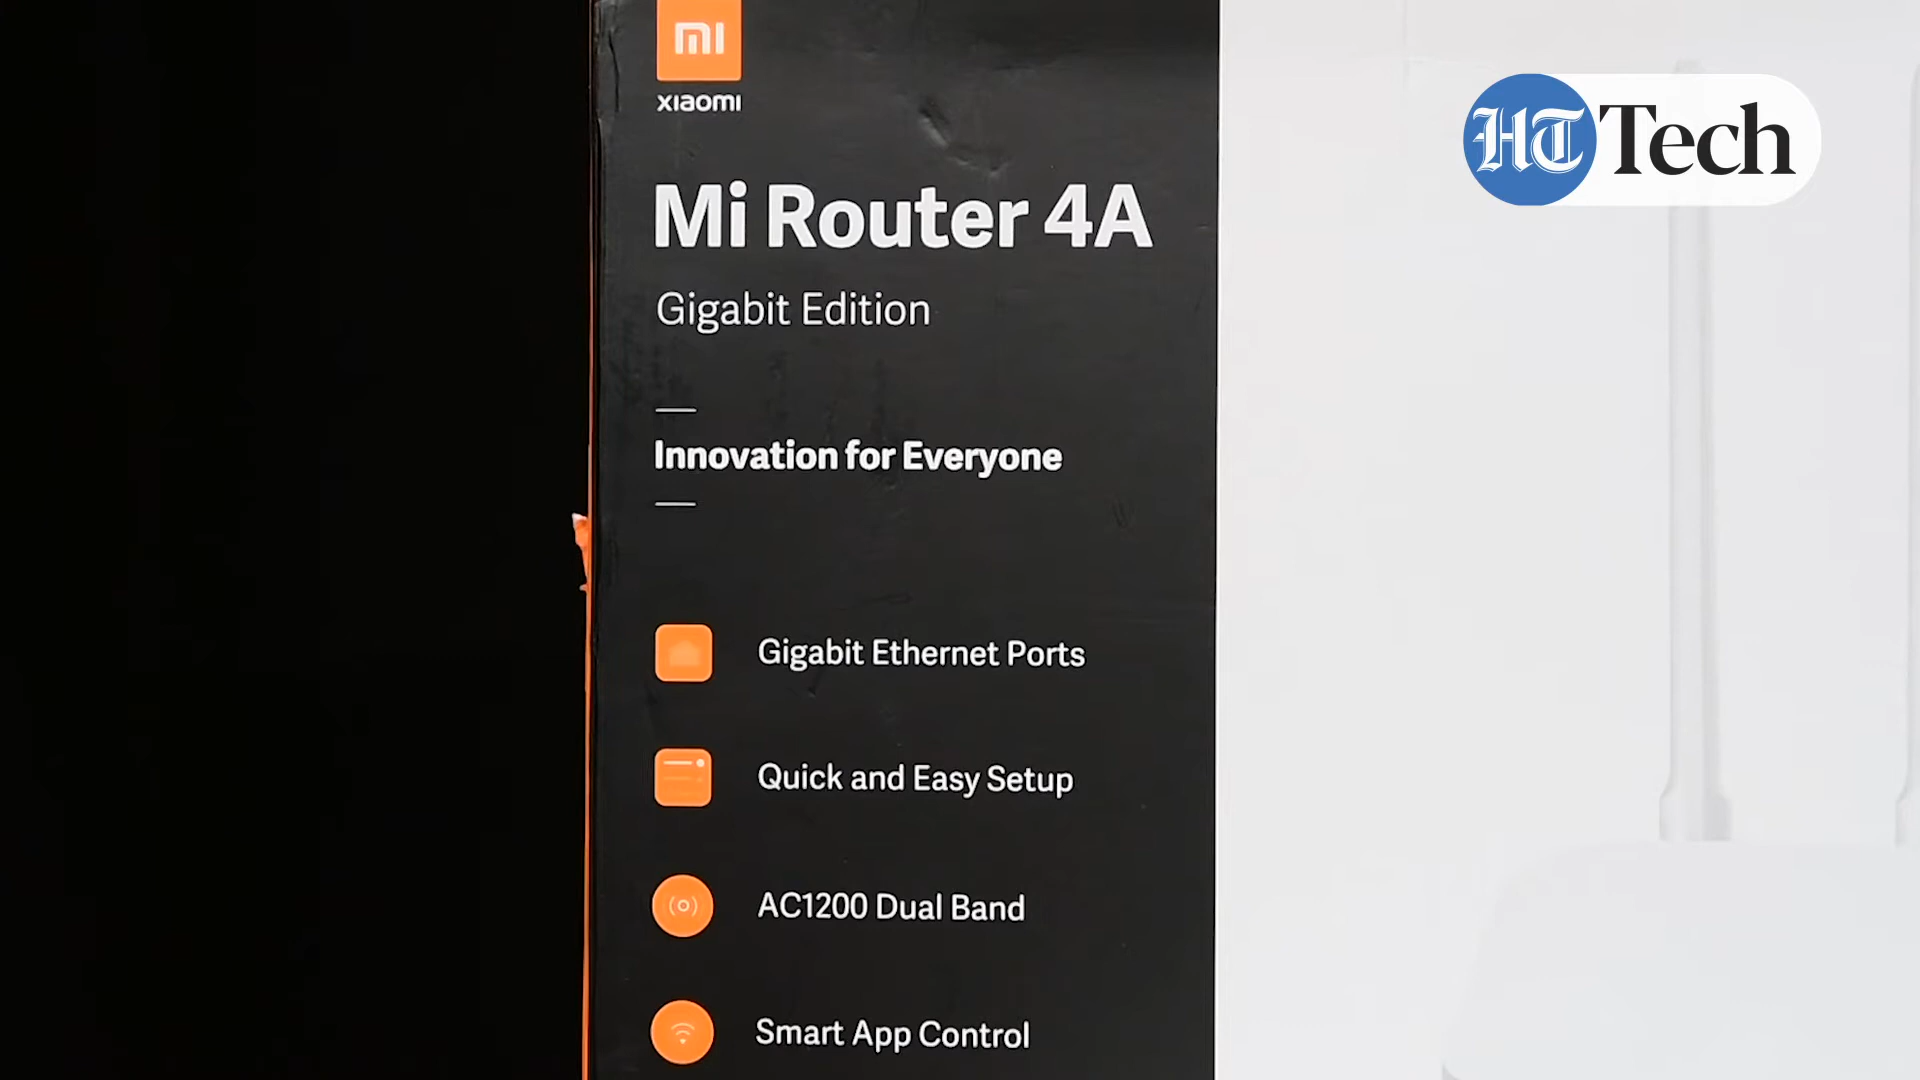 mi
xiaomi
HT Tech
Mi Router 4A
Gigabit Edition
Innovation for Everyone
Gigabit Ethernet Ports
Quick and Easy Setup
AC1200 Dual Band
Smart App Control